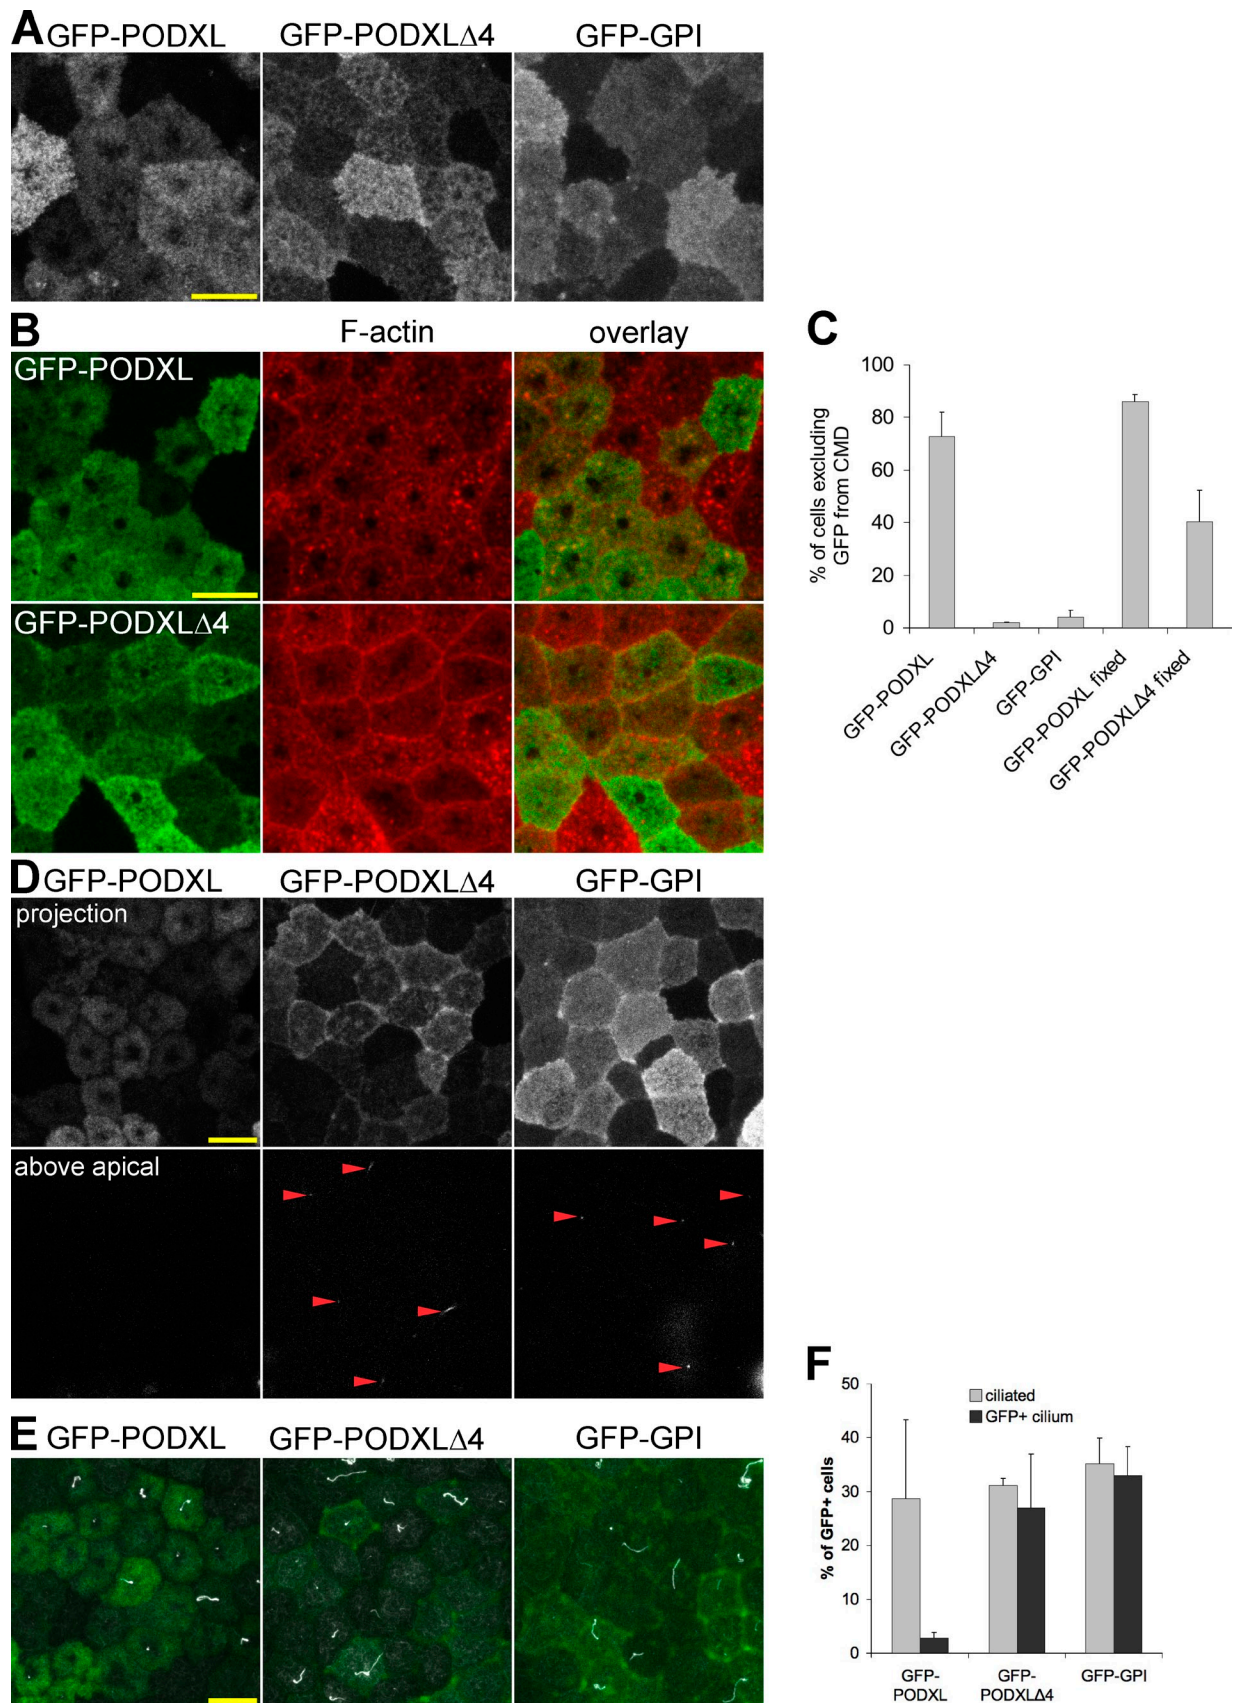 A GFP-PODXL GFP-PODXLΔ4 GFP-GPI
B F-actin overlay
GFP-PODXL
GFP-PODXLΔ4
C
% of cells excluding
GFP from CMD
100
80
60
40
20
0
GFP-PODXL
GFP-PODXLΔ4
GFP-GPI
GFP-PODXL fixed
GFP-PODXLΔ4 fixed
D GFP-PODXL GFP-PODXLΔ4 GFP-GPI
projection
above apical
E GFP-PODXL GFP-PODXLΔ4 GFP-GPI
F
% of GFP+ cells
50
40
30
20
10
0
ciliated
GFP+ cilium
GFP-
PODXL
GFP-
PODXLΔ4
GFP-GPI